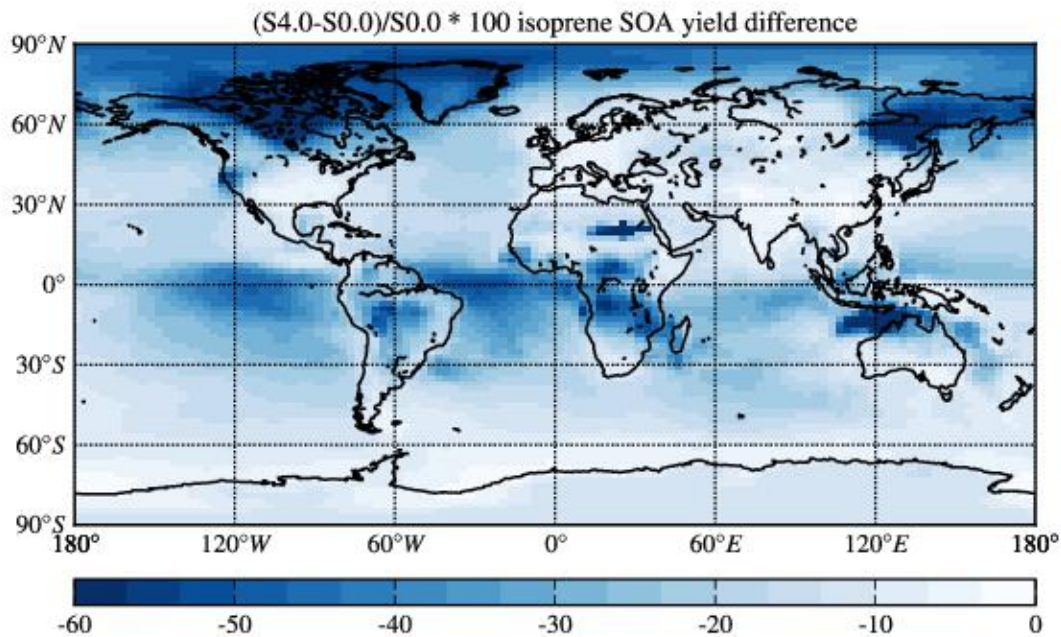 (S4.0-S0.0)/S0.0 * 100 isoprene SOA yield difference
90°N
60°N
30°N
0°
30°S
60°S
90°S
180° 120°W 60°W 0° 60°E 120°E 180°
-60 -50 -40 -30 -20 -10 0